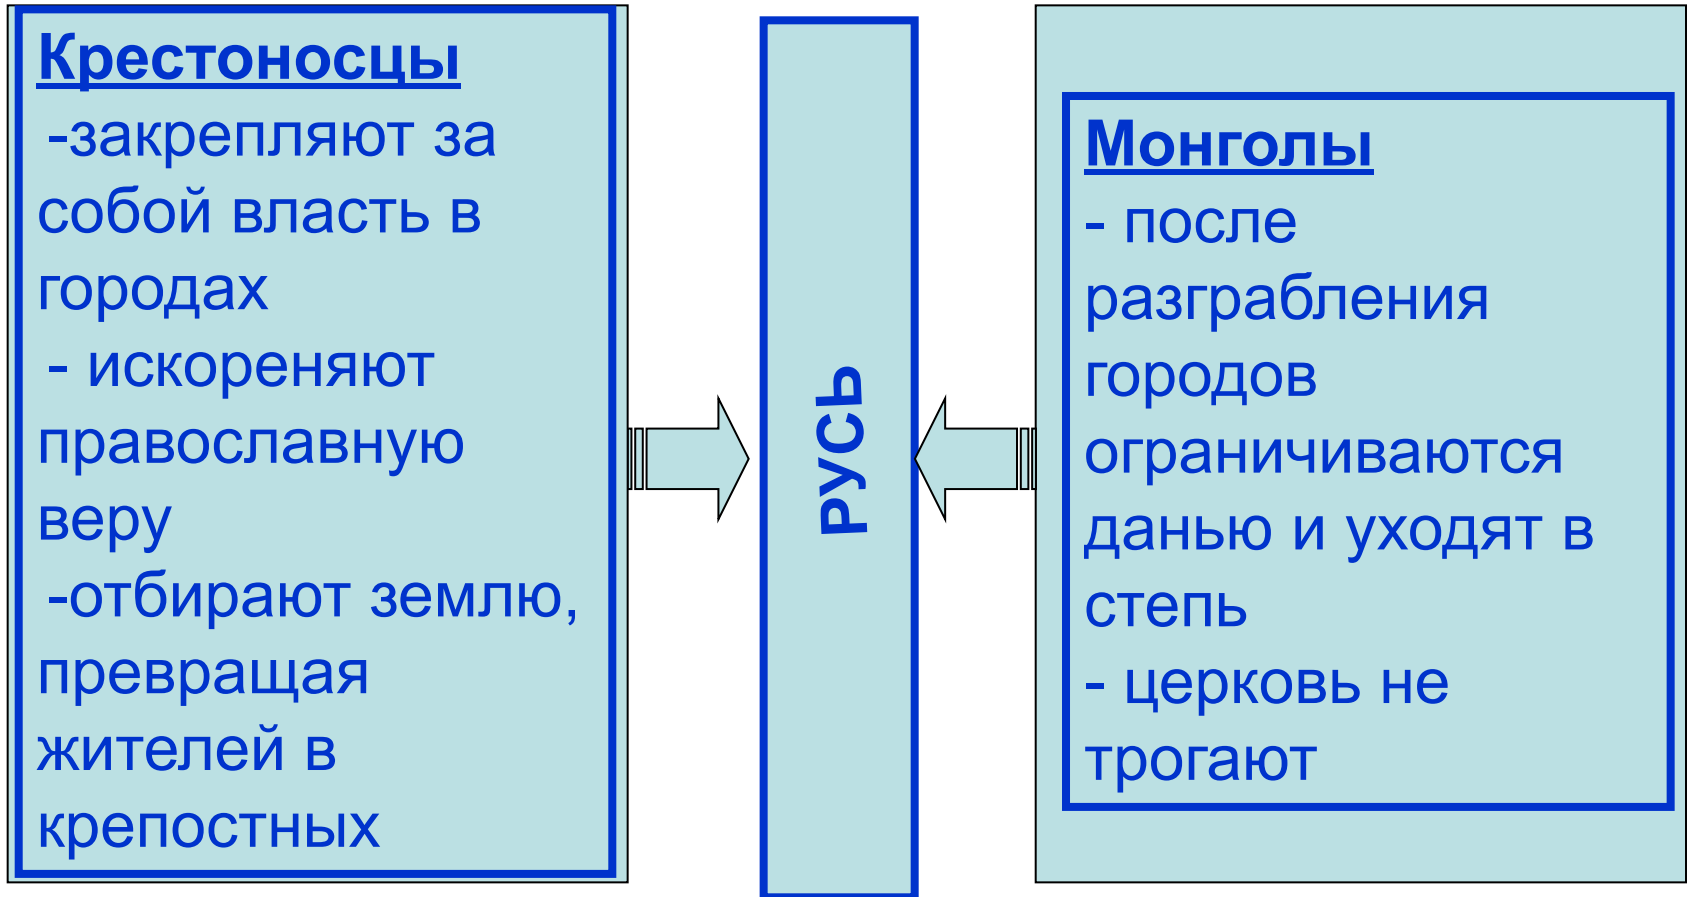 Крестоносцы
-закрепляют за
собой власть в
городах
- искореняют
православную
веру
-отбирают землю,
превращая
жителей в
крепостных
РУСЬ
Монголы
- после
разграбления
городов
ограничиваются
данью и уходят в
степь
- церковь не
трогают